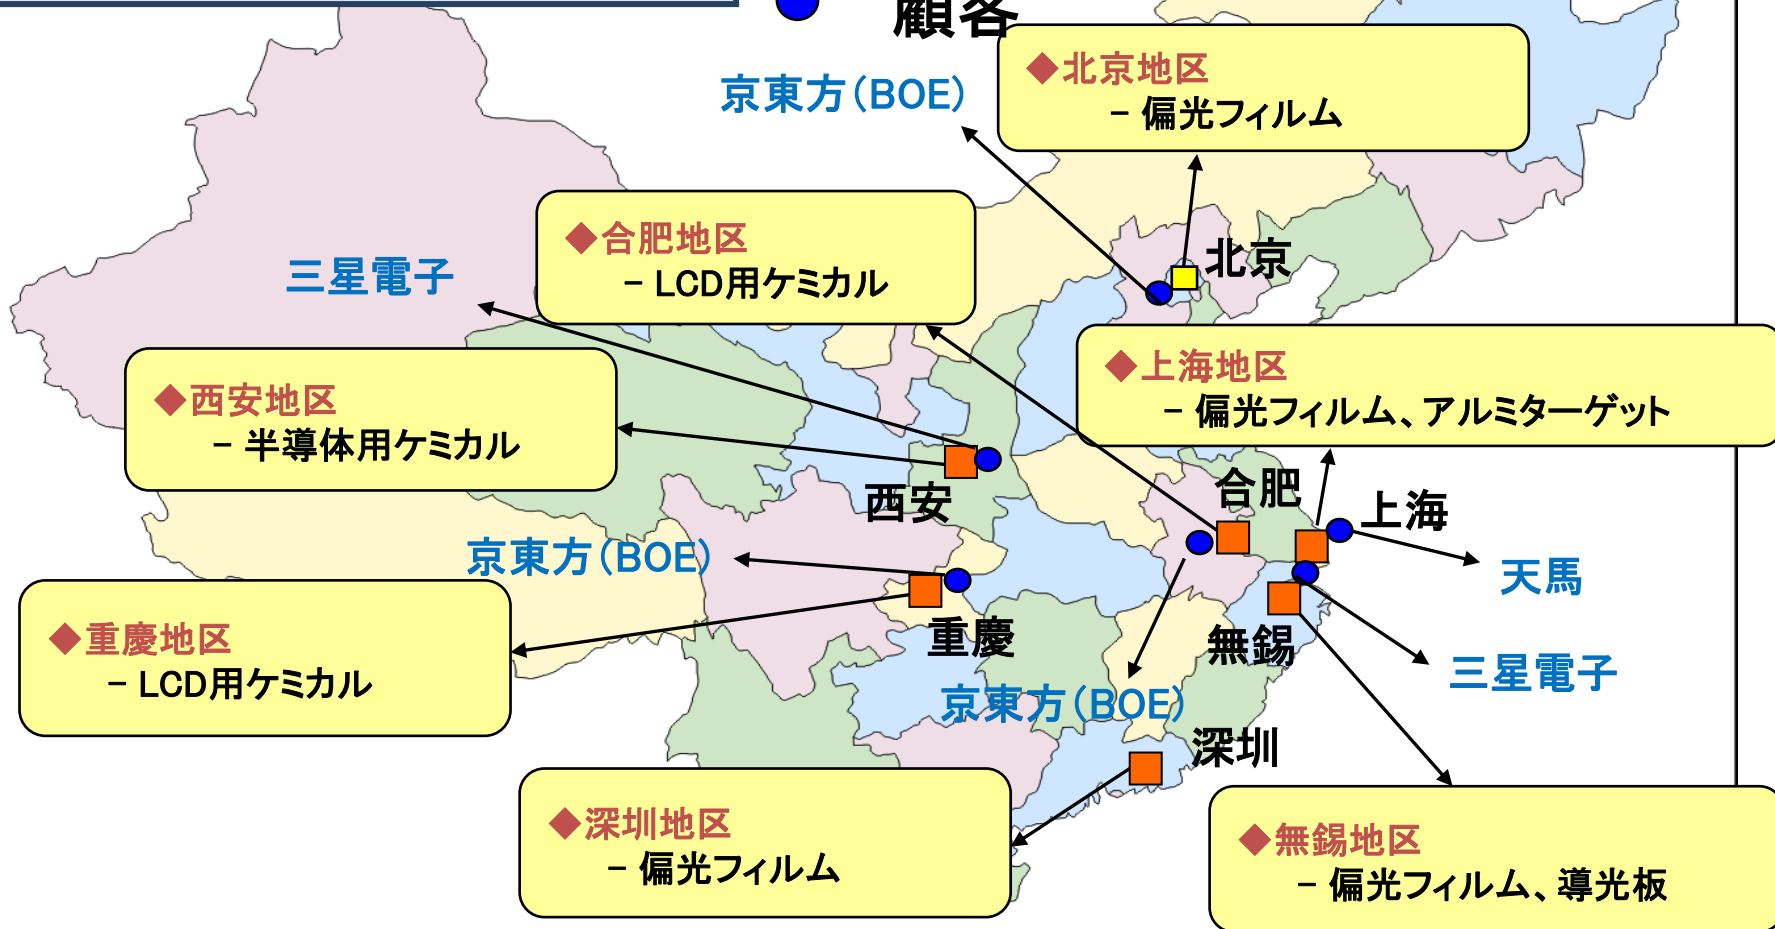 顧客
京東方(BOE)
◆北京地区
- 偏光フィルム
◆合肥地区
- LCD用ケミカル
三星電子
北京
◆上海地区
- 偏光フィルム、アルミターゲット
◆西安地区
- 半導体用ケミカル
西安
合肥
上海
京東方(BOE)
天馬
◆重慶地区
- LCD用ケミカル
重慶
無錫
三星電子
京東方(BOE)
深圳
◆深圳地区
- 偏光フィルム
◆無錫地区
- 偏光フィルム、導光板